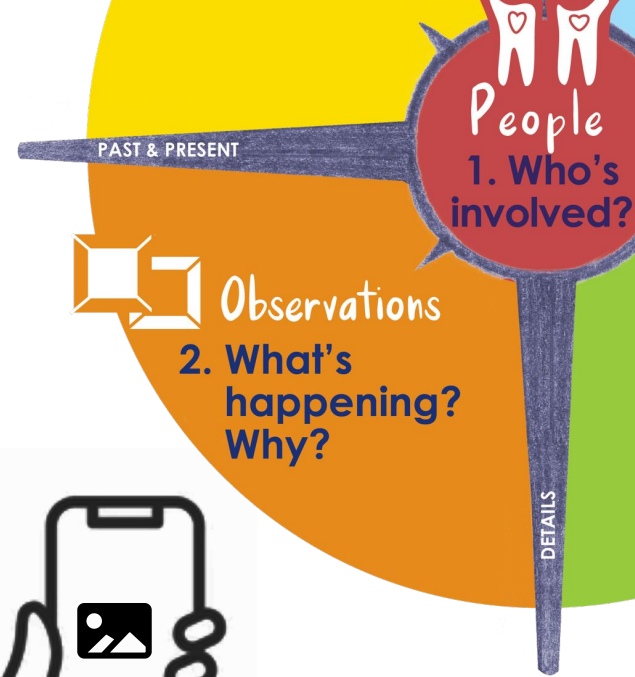 People
1. Who's
involved?
PAST & PRESENT
Observations
2. What's
happening?
Why?
DETAILS